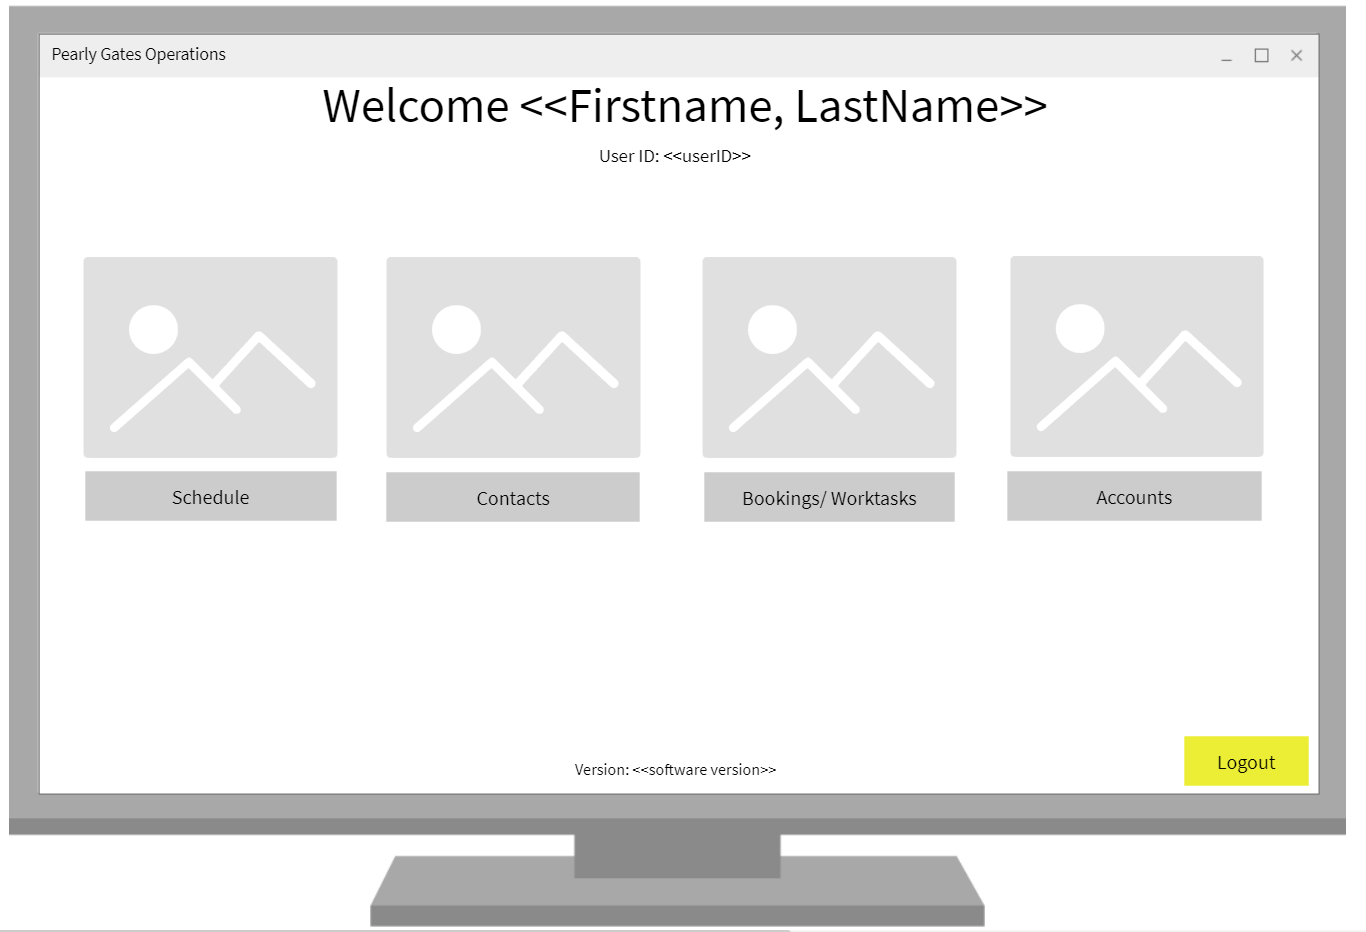 Pearly Gates Operations
Welcome <<Firstname, LastName>>
User ID: <<userID>>
Schedule
Contacts
Bookings/ Worktasks
Accounts
Logout
Version: <<software version>>